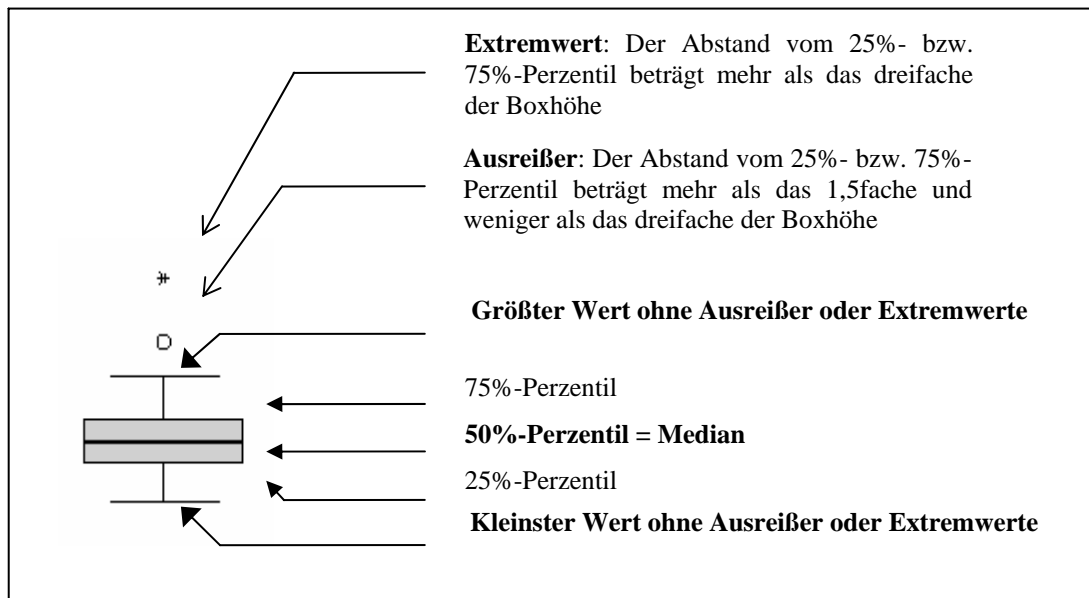 Extremwert: Der Abstand vom 25%- bzw.
75%-Perzentil beträgt mehr als das dreifache
der Boxhöhe
Ausreißer: Der Abstand vom 25%- bzw. 75%-
Perzentil beträgt mehr als das 1,5fache und
weniger als das dreifache der Boxhöhe
Größter Wert ohne Ausreißer oder Extremwerte
75%-Perzentil
50%-Perzentil = Median
25%-Perzentil
Kleinster Wert ohne Ausreißer oder Extremwerte